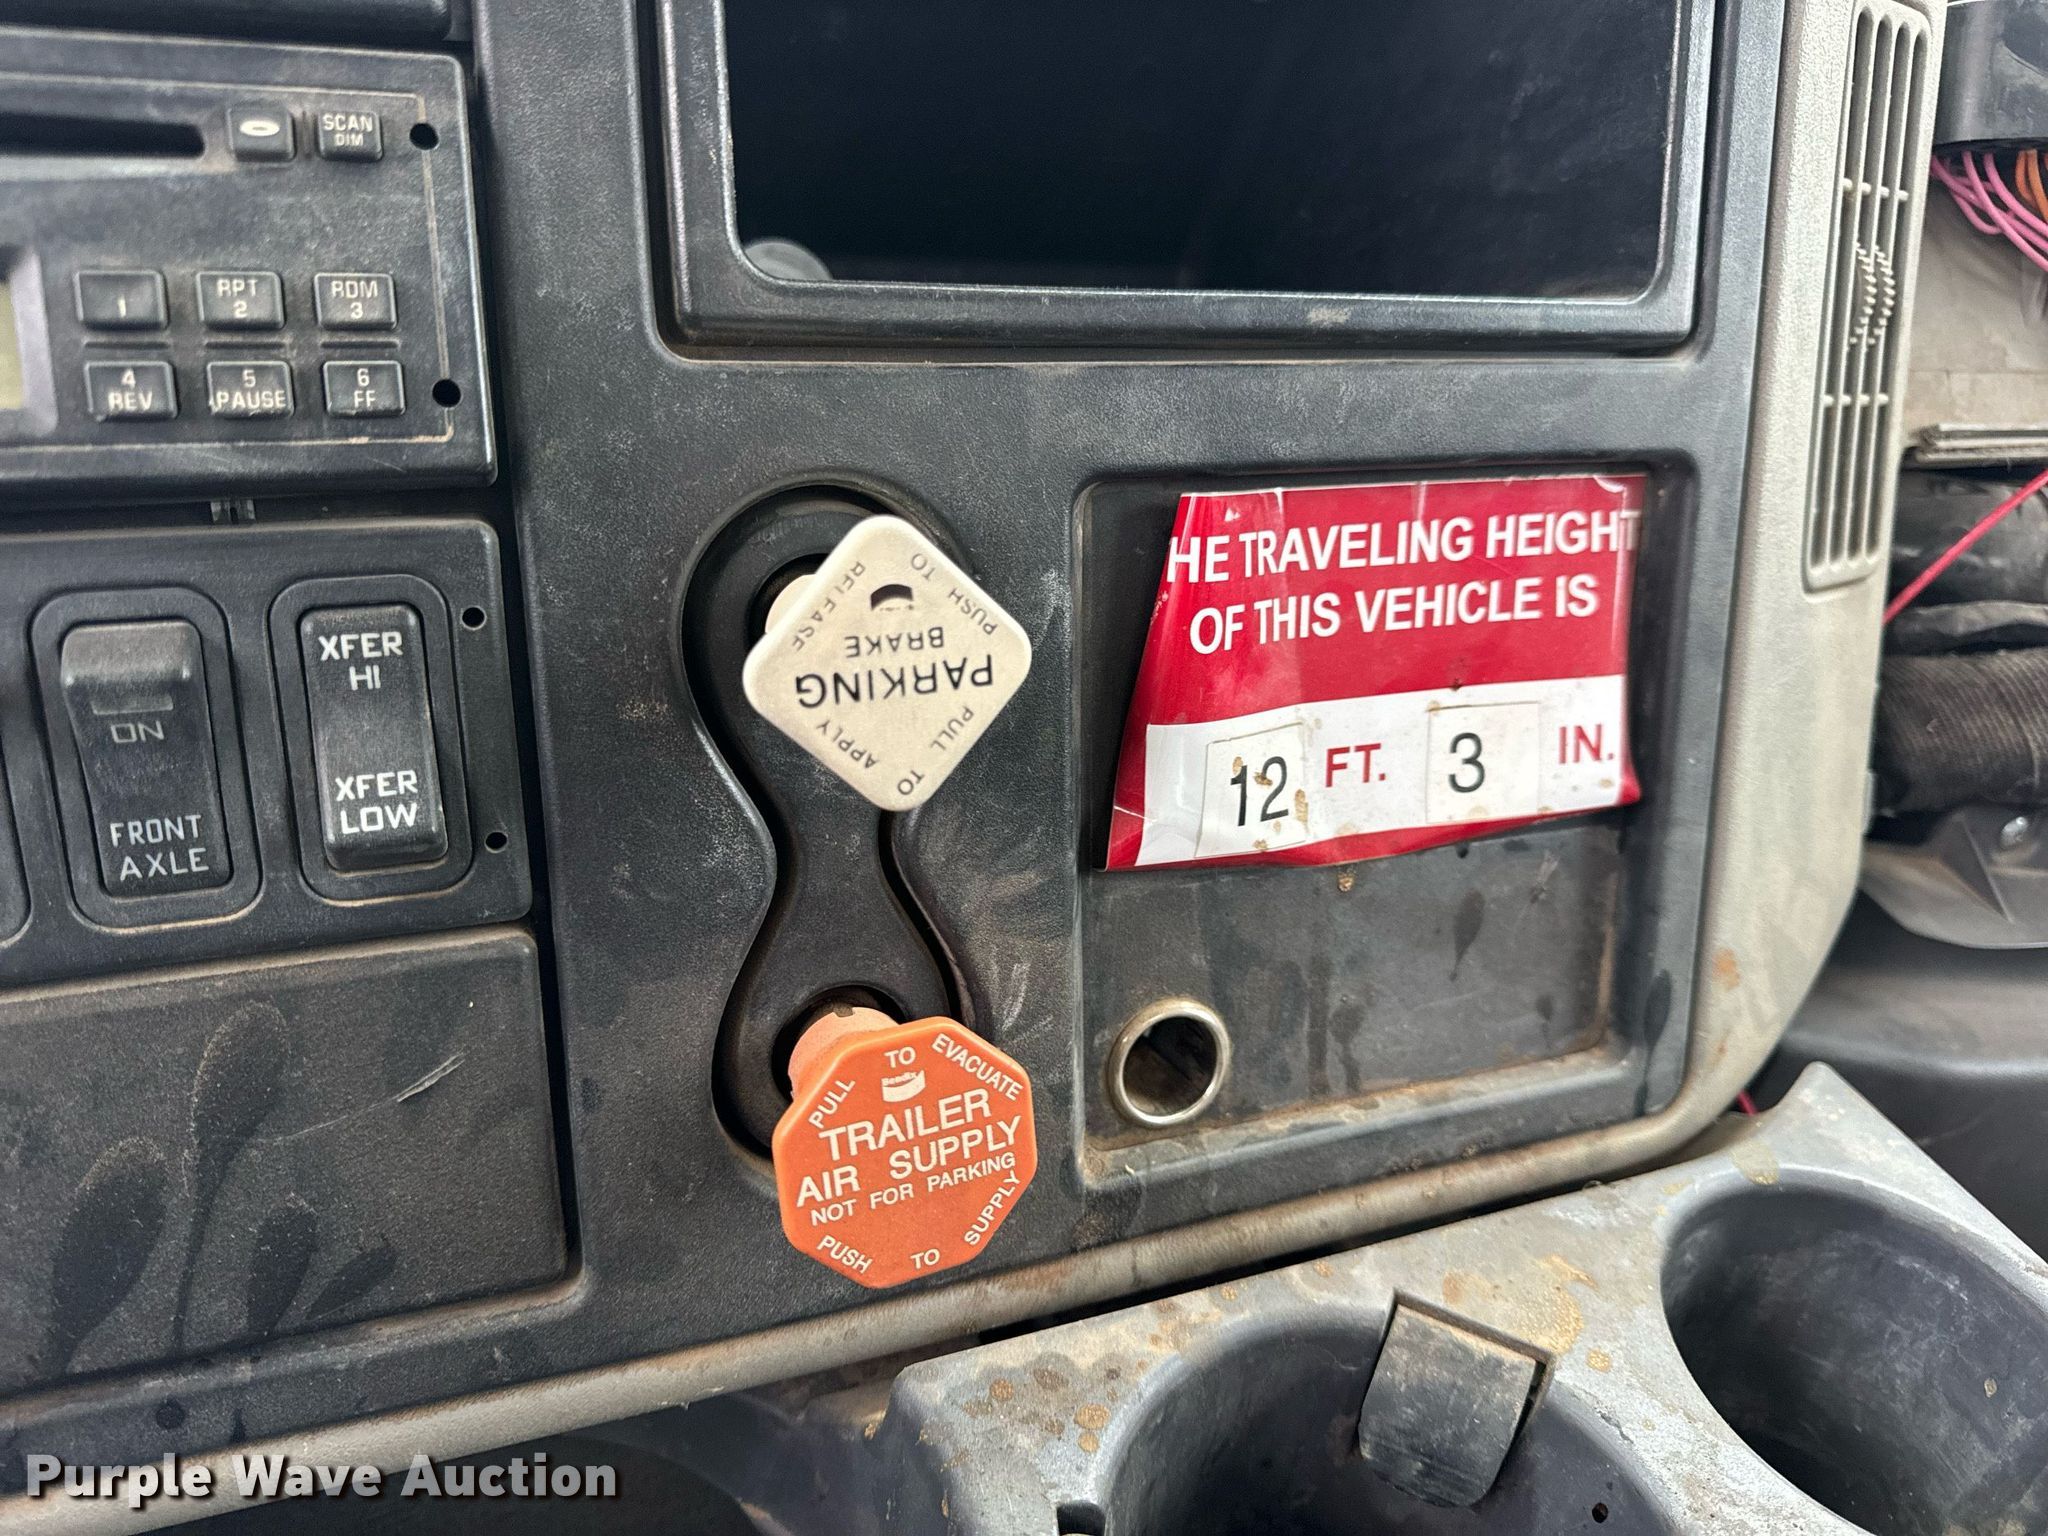 SCAN
DIM
1
RPT
2
RDM
3
4
REV
5
PAUSE
6
FF
ON
FRONT
AXLE
XFER
HI
XFER
LOW
PUSH TO RELEASE
PARKING
BRAKE
PULL TO APPLY
PULL TO EVACUATE
Bendix
TRAILER
AIR SUPPLY
NOT FOR PARKING
PUSH TO SUPPLY
HE TRAVELING HEIGHT
OF THIS VEHICLE IS
12 FT. 3 IN.
Purple Wave Auction